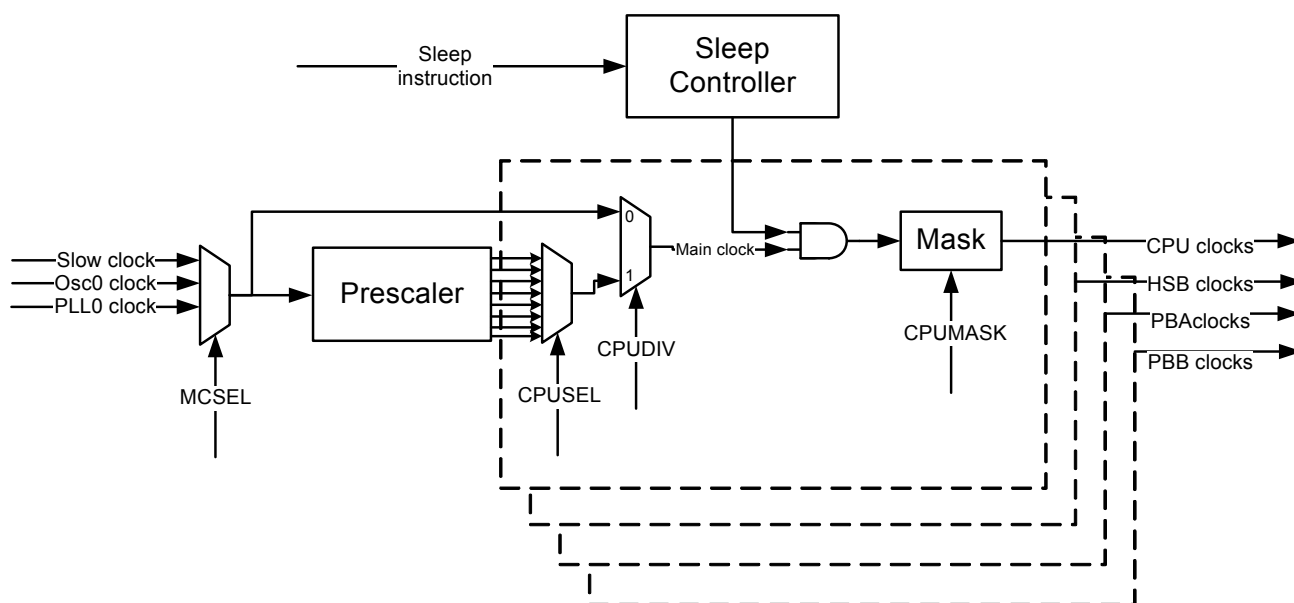 Sleep
instruction
Sleep
Controller
0
Slow clock
Osc0 clock
PLL0 clock
Prescaler
1
Main clock
Mask
CPU clocks
HSB clocks
PBAclocks
PBB clocks
MCSEL
CPUSEL
CPUDIV
CPUMASK